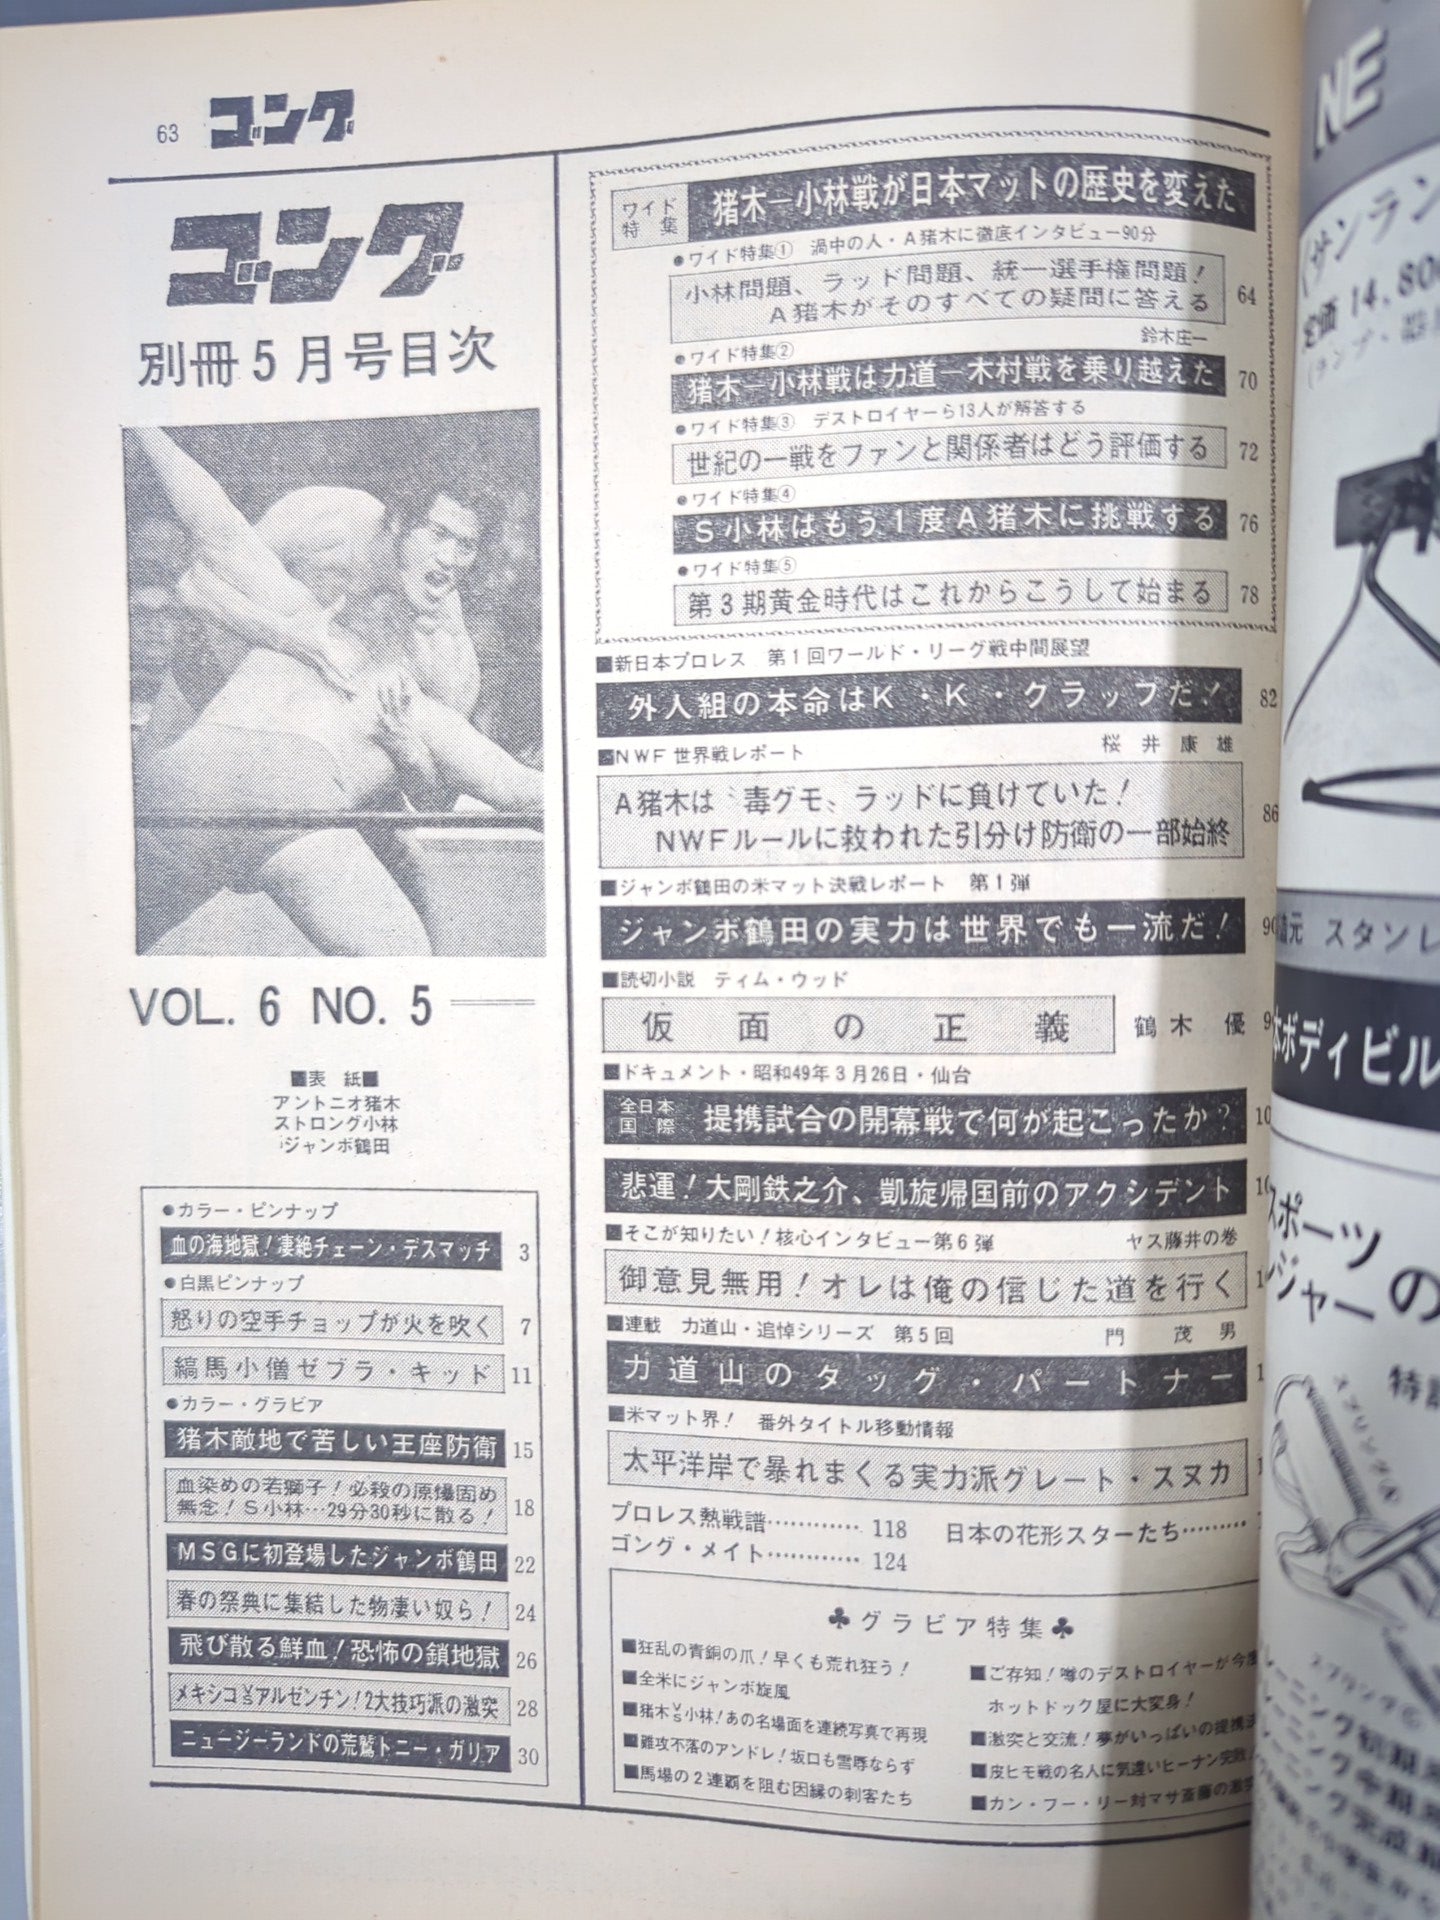 63 ゴング
ゴング
別冊5月号目次
VOL. 6 NO. 5
■表紙■
アントニオ猪木
ストロング小林
ジャンボ鶴田
●カラー・ピンナップ
血の海地獄!凄絶チェーン・デスマッチ 3
●白黒ピンナップ
怒りの空手チョップが火を吹く 7
縞馬小僧ゼブラ・キッド 11
●カラー・グラビア
猪木敵地で苦しい王座防衛 15
血染めの若獅子!必殺の原爆固め
無念!S小林…29分30秒に散る! 18
MSGに初登場したジャンボ鶴田 22
春の祭典に集結した物凄い奴ら! 24
飛び散る鮮血!恐怖の鎖地獄 26
メキシコVSアルゼンチン!2大技巧派の激突 28
ニュージーランドの荒鷲トニー・ガリア 30
ワイド特集 猪木―小林戦が日本マットの歴史を変えた
●ワイド特集① 渦中の人・A猪木に徹底インタビュー90分
小林問題、ラッド問題、統一選手権問題!
A猪木がそのすべての疑問に答える 64
●ワイド特集② 鈴木庄一
猪木―小林戦は力道―木村戦を乗り越えた 70
●ワイド特集③ デストロイヤーら13人が解答する
世紀の一戦をファンと関係者はどう評価する 72
●ワイド特集④
S小林はもう1度A猪木に挑戦する 76
●ワイド特集⑤
第3期黄金時代はこれからこうして始まる 78
■新日本プロレス 第1回ワールド・リーグ戦中間展望
外人組の本命はK・K・クラップだ! 82
■NWF世界戦レポート 桜井康雄
A猪木は〝毒グモ〟ラッドに負けていた!
NWFルールに救われた引分け防衛の一部始終 86
■ジャンボ鶴田の米マット決戦レポート 第1弾
ジャンボ鶴田の実力は世界でも一流だ! 90
■読切小説 ティム・ウッド
仮面の正義 鶴木優
■ドキュメント・昭和49年3月26日・仙台
全日本 国際 提携試合の開幕戦で何が起こったか?
悲運!大剛鉄之介、凱旋帰国前のアクシデント
■そこが知りたい!核心インタビュー第6弾 ヤス藤井の巻
御意見無用!オレは俺の信じた道を行く
■連載 力道山・追悼シリーズ 第5回 門茂男
力道山のタッグ・パートナー
■米マット界! 番外タイトル移動情報
太平洋岸で暴れまくる実力派グレート・スヌカ
プロレス熱戦譜………… 118 日本の花形スターたち………
ゴング・メイト………… 124
♣グラビア特集♣
■狂乱の青銅の爪!早くも荒れ狂う!
■全米にジャンボ旋風
■猪木VS小林!あの名場面を連続写真で再現
■難攻不落のアンドレ!坂口も雪辱ならず
■馬場の2連覇を阻む因縁の刺客たち
■ご存知!噂のデストロイヤーが今度
ホットドック屋に大変身!
■激突と交流!夢がいっぱいの提携
■皮ヒモ戦の名人に気違いヒーナン完敗!
■カン・フー・リー対マサ斎藤の激突
NE
定価14,80
スタンレ
ボディビル
スポーツ
ジャーの